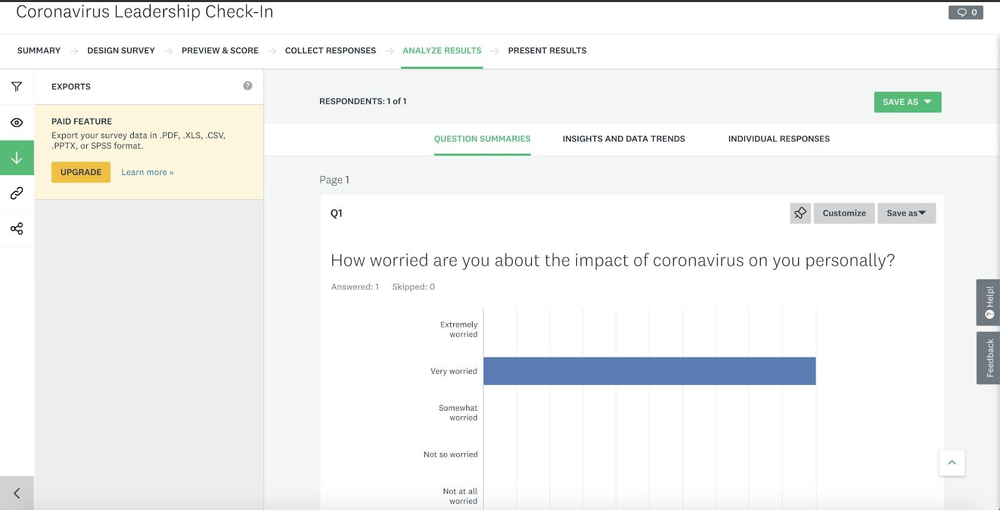 Coronavirus Leadership Check-In
0
SUMMARY
DESIGN SURVEY
PREVIEW & SCORE
COLLECT RESPONSES
ANALYZE RESULTS
PRESENT RESULTS
EXPORTS
?
PAID FEATURE
Export your survey data in .PDF, .XLS, .CSV,
.PPTX, or SPSS format.
UPGRADE
Learn more »
RESPONDENTS: 1 of 1
SAVE AS
QUESTION SUMMARIES
INSIGHTS AND DATA TRENDS
INDIVIDUAL RESPONSES
Page 1
Q1
Customize
Save as
How worried are you about the impact of coronavirus on you personally?
Answered: 1
Skipped: 0
Extremely
worried
Very worried
Somewhat
worried
Not so worried
Not at all
worried
? Help!
Feedback